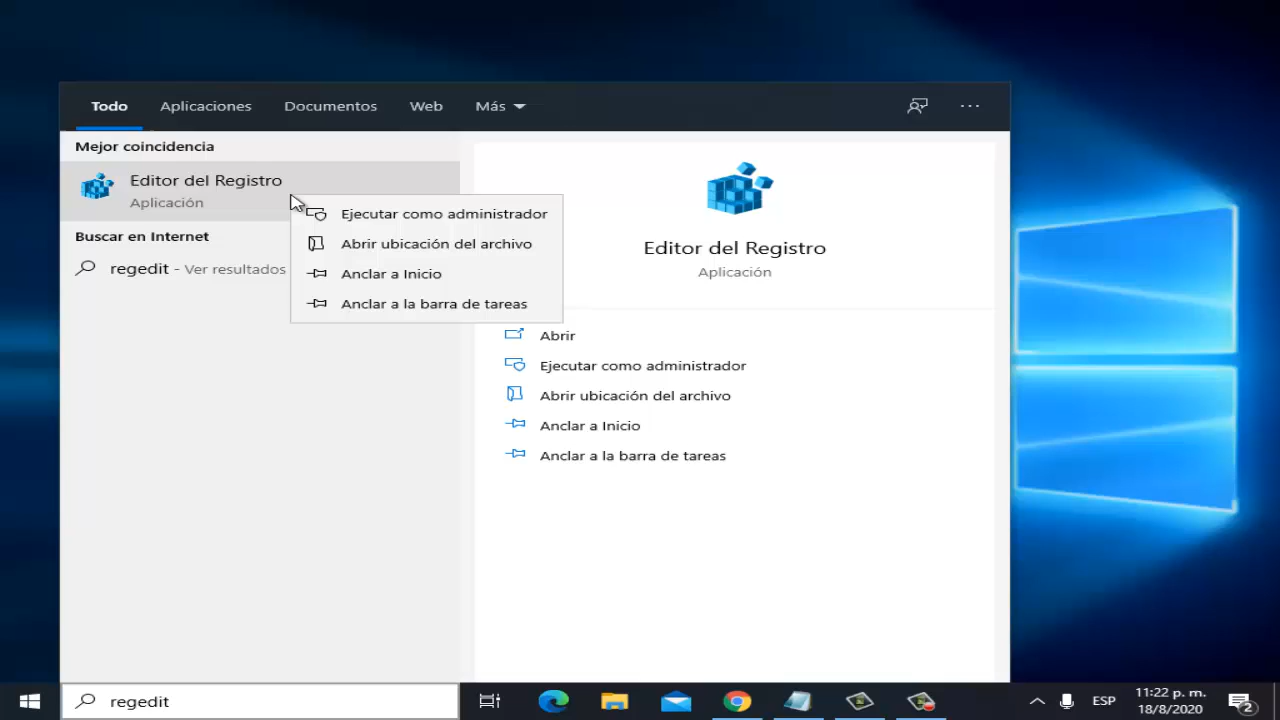 Todo Aplicaciones Documentos Web Más
Mejor coincidencia
Editor del Registro
Aplicación
Buscar en Internet
regedit - Ver resultados
Ejecutar como administrador
Abrir ubicación del archivo
Anclar a Inicio
Anclar a la barra de tareas
Editor del Registro
Aplicación
Abrir
Ejecutar como administrador
Abrir ubicación del archivo
Anclar a Inicio
Anclar a la barra de tareas
regedit
ESP
11:22 p. m.
18/8/2020
2